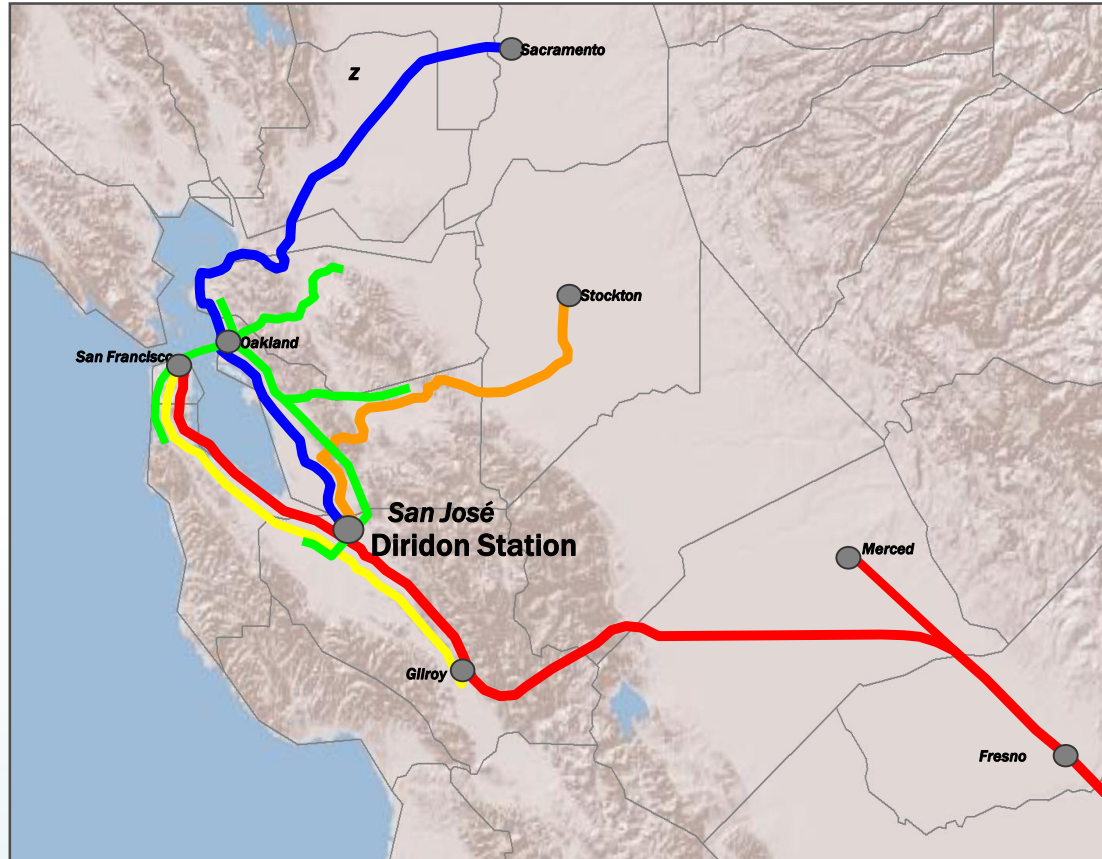 Sacramento
z
Stockton
Oakland
San Francisco
San José
Diridon Station
Merced
Gilroy
Fresno